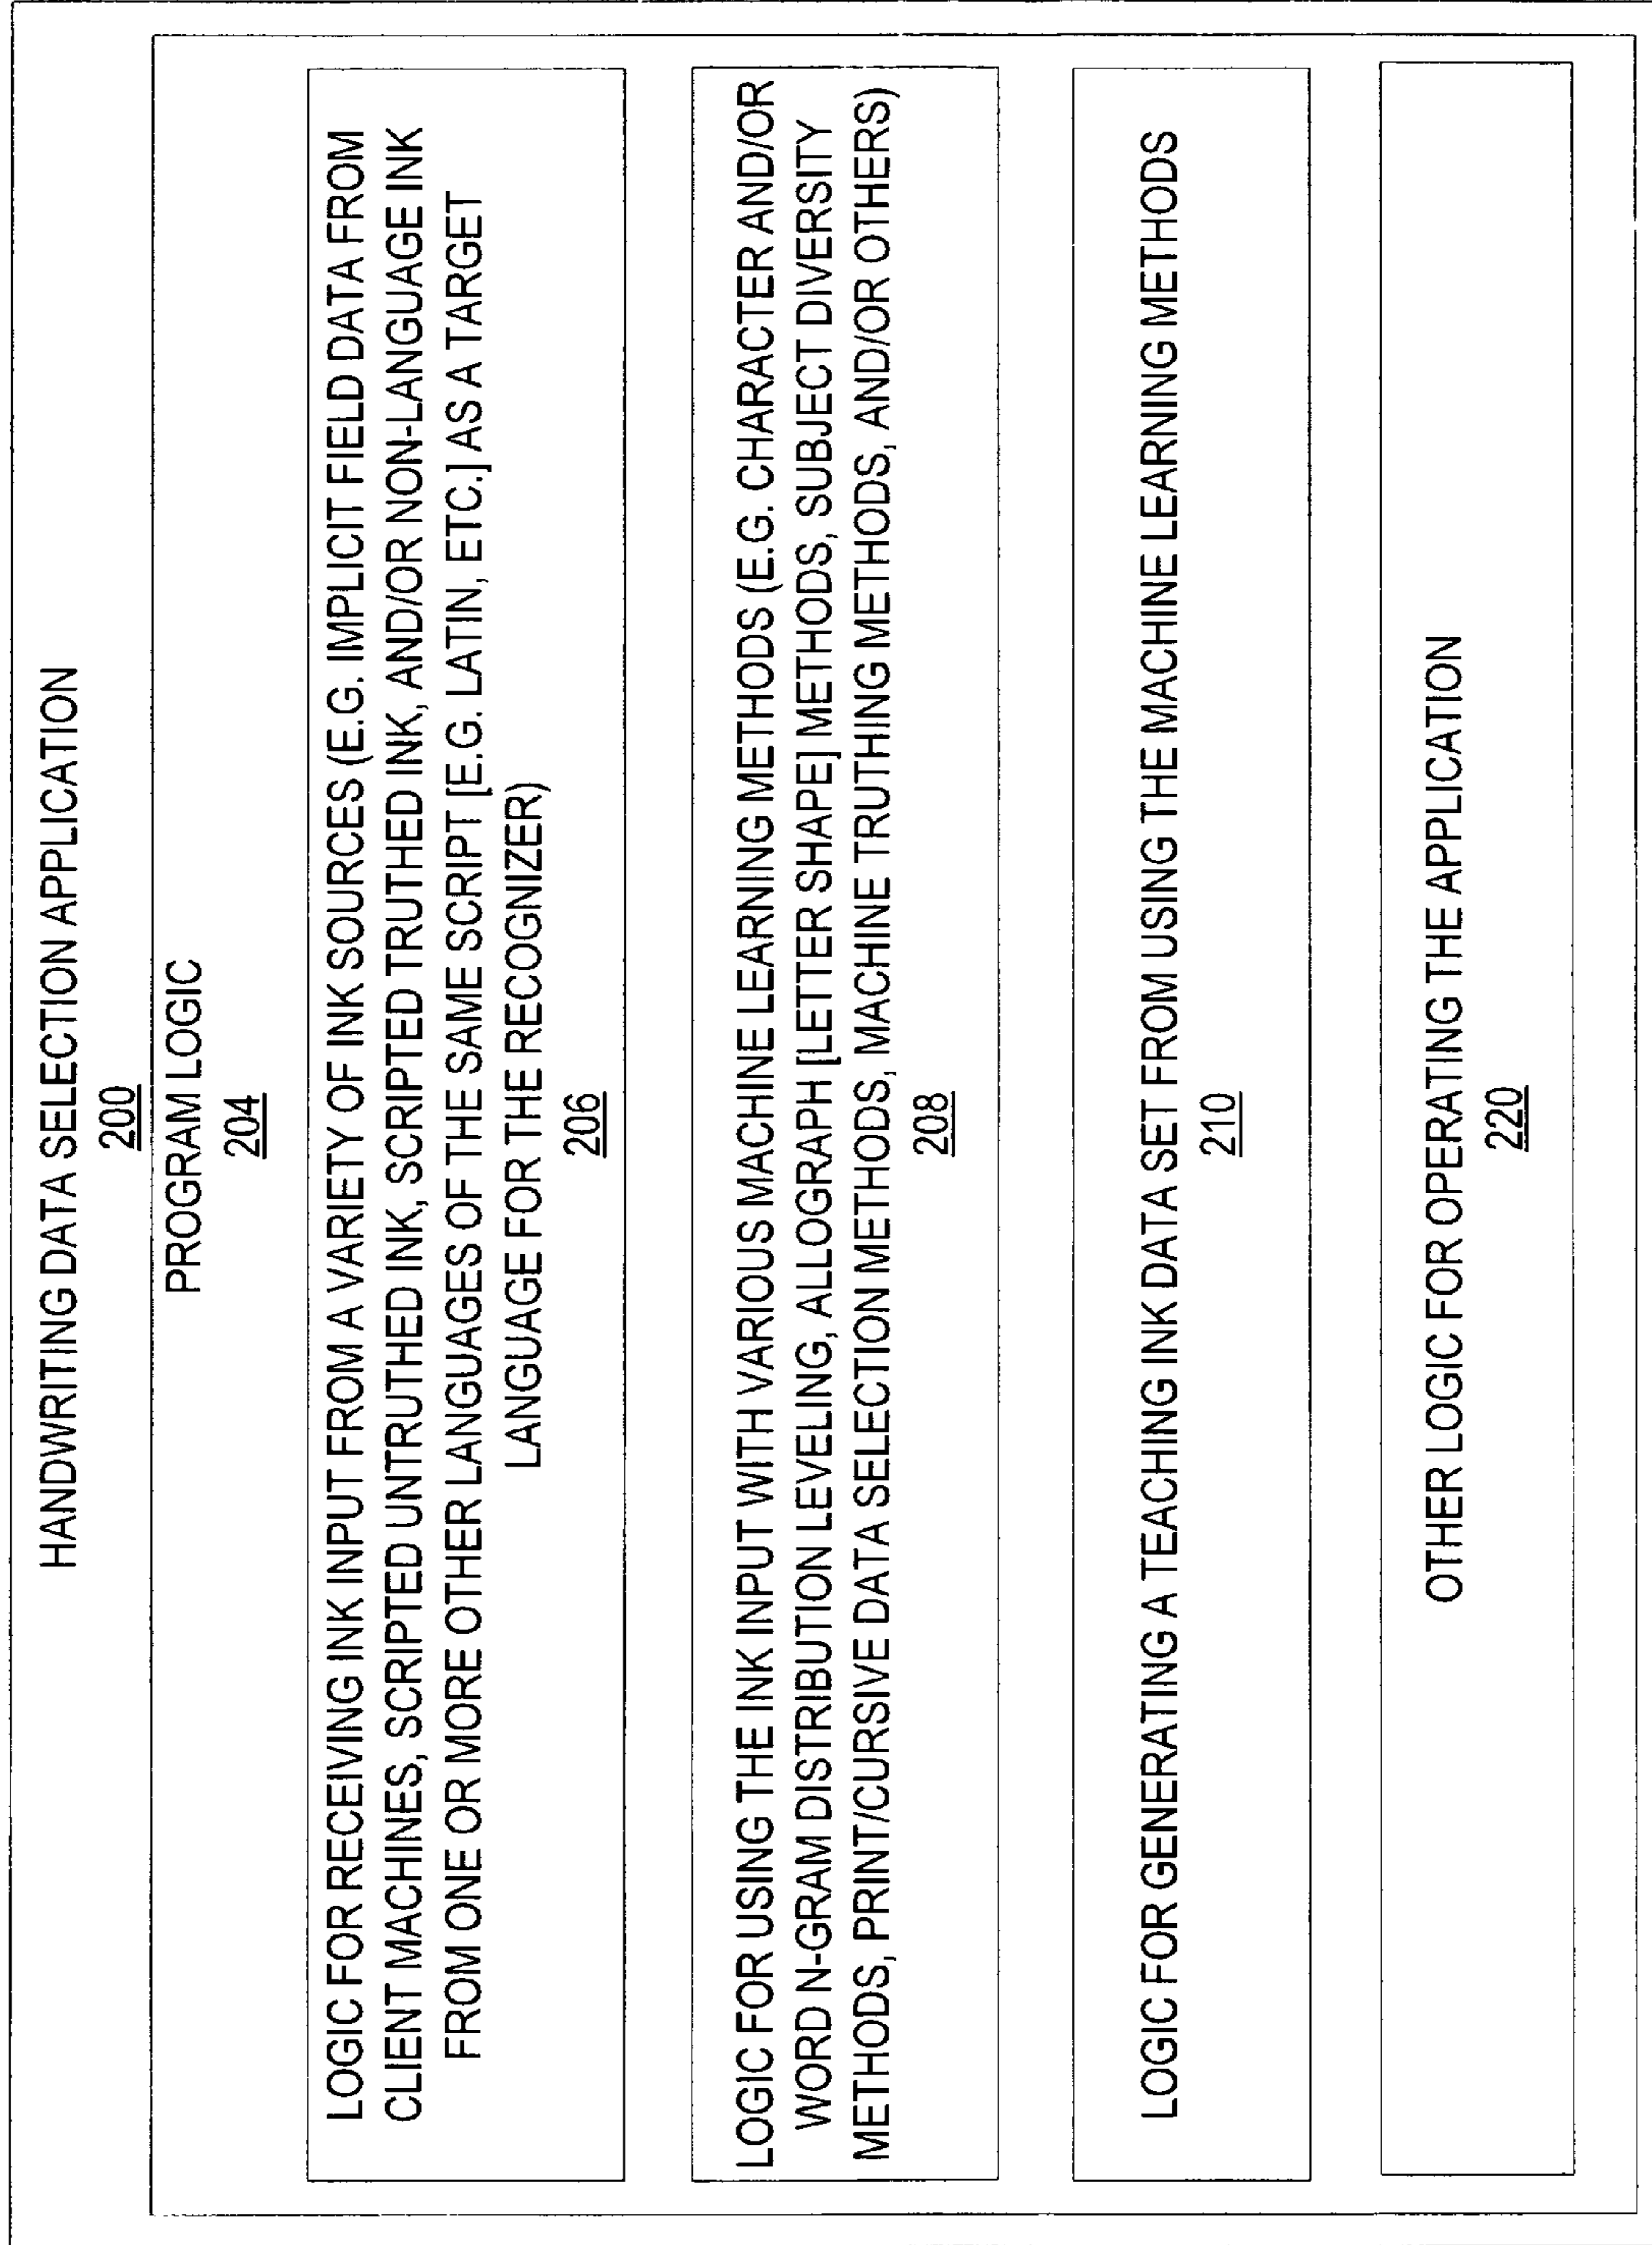 HANDWRITING DATA SELECTION APPLICATION
200
PROGRAM LOGIC
204
LOGIC FOR RECEIVING INK INPUT FROM A VARIETY OF INK SOURCES (E.G. IMPLICIT FIELD DATA FROM
CLIENT MACHINES, SCRIPTED UNTRUTHED INK, SCRIPTED TRUTHED INK, AND/OR NON-LANGUAGE INK
FROM ONE OR MORE OTHER LANGUAGES OF THE SAME SCRIPT [E.G. LATIN, ETC.] AS A TARGET
LANGUAGE FOR THE RECOGNIZER)
206
LOGIC FOR USING THE INK INPUT WITH VARIOUS MACHINE LEARNING METHODS (E.G. CHARACTER AND/OR
WORD N-GRAM DISTRIBUTION LEVELING, ALLOGRAPH [LETTER SHAPE] METHODS, SUBJECT DIVERSITY
METHODS, PRINT/CURSIVE DATA SELECTION METHODS, MACHINE TRUTHING METHODS, AND/OR OTHERS)
208
LOGIC FOR GENERATING A TEACHING INK DATA SET FROM USING THE MACHINE LEARNING METHODS
210
OTHER LOGIC FOR OPERATING THE APPLICATION
220